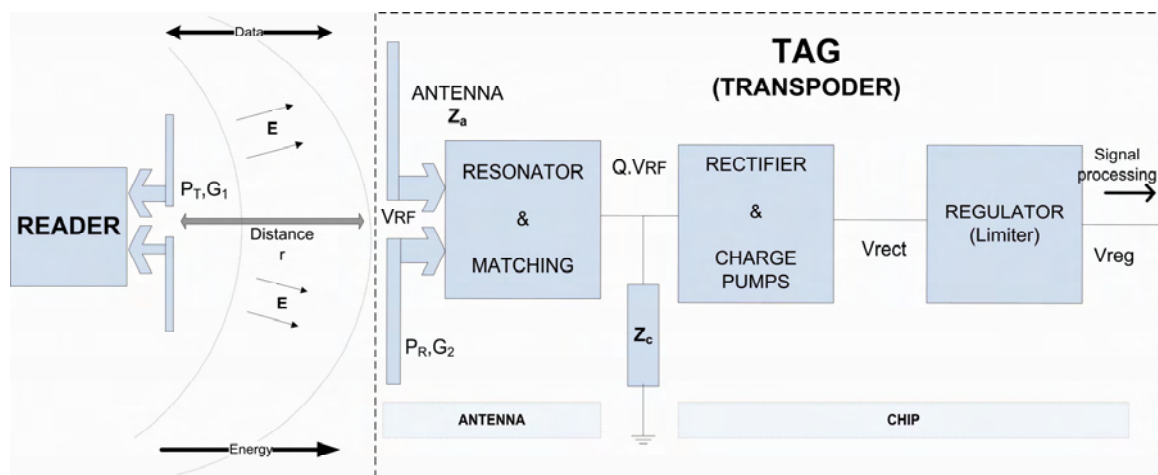 Data
TAG
(TRANSPODER)
ANTENNA
Za
E
READER
PT,G1
Distance
r
E
VRF
RESONATOR
&
MATCHING
Q.VRF
RECTIFIER
&
CHARGE
PUMPS
Vrect
REGULATOR
(Limiter)
Signal
processing
Vreg
PR,G2
Zc
ANTENNA
CHIP
Energy